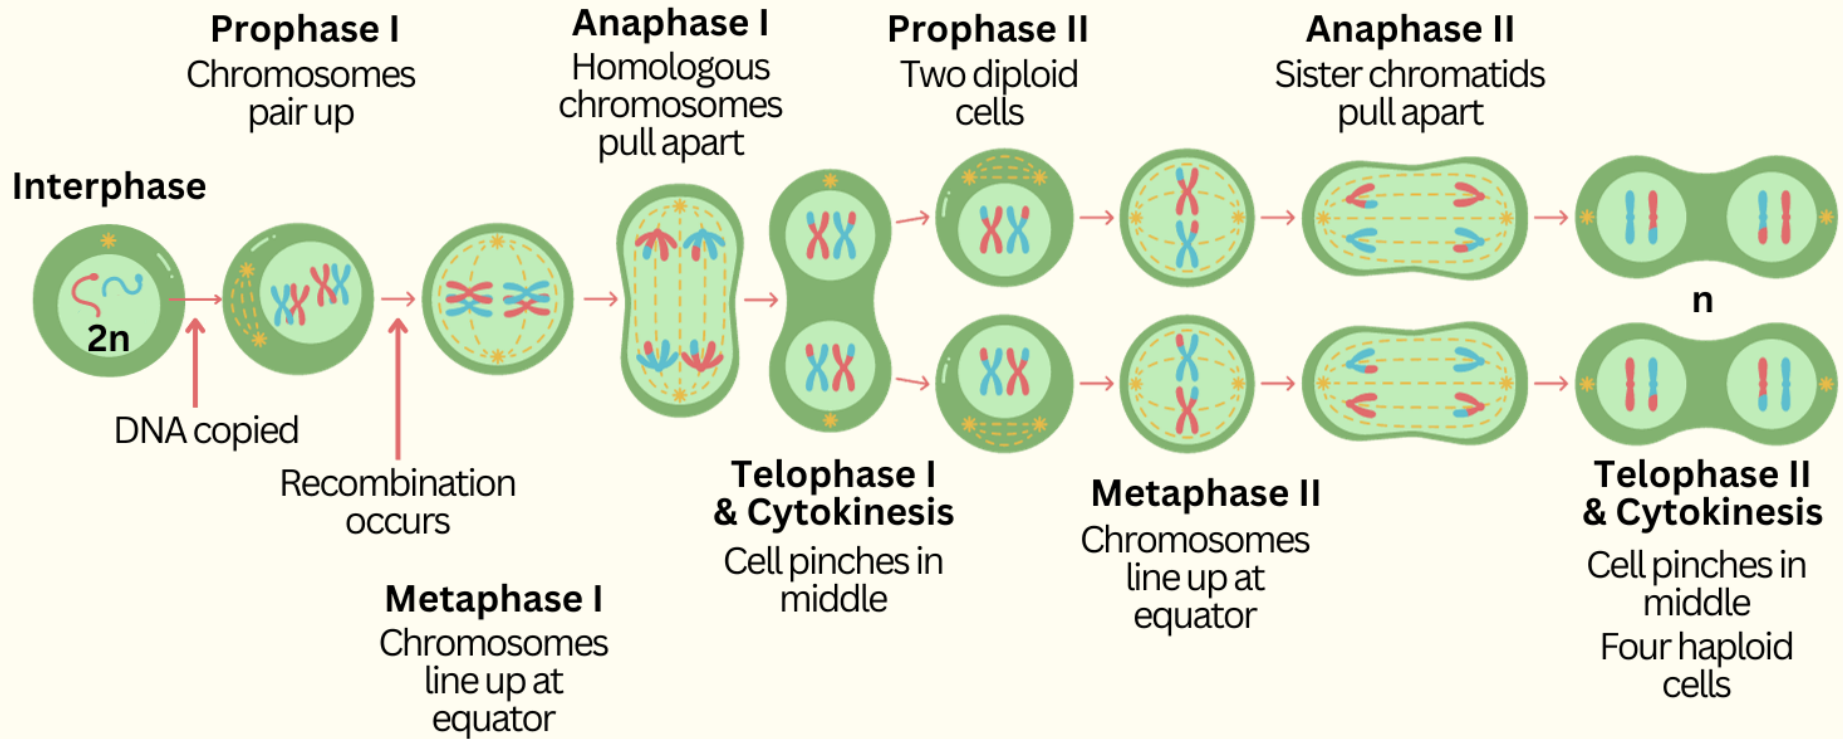 Prophase I
Chromosomes
pair up
Anaphase I
Homologous
chromosomes
pull apart
Prophase II
Two diploid
cells
Anaphase II
Sister chromatids
pull apart
Interphase
2n
n
DNA copied
Recombination
occurs
Metaphase I
Chromosomes
line up at
equator
Telophase I
& Cytokinesis
Cell pinches in
middle
Metaphase II
Chromosomes
line up at
equator
Telophase II
& Cytokinesis
Cell pinches in
middle
Four haploid
cells